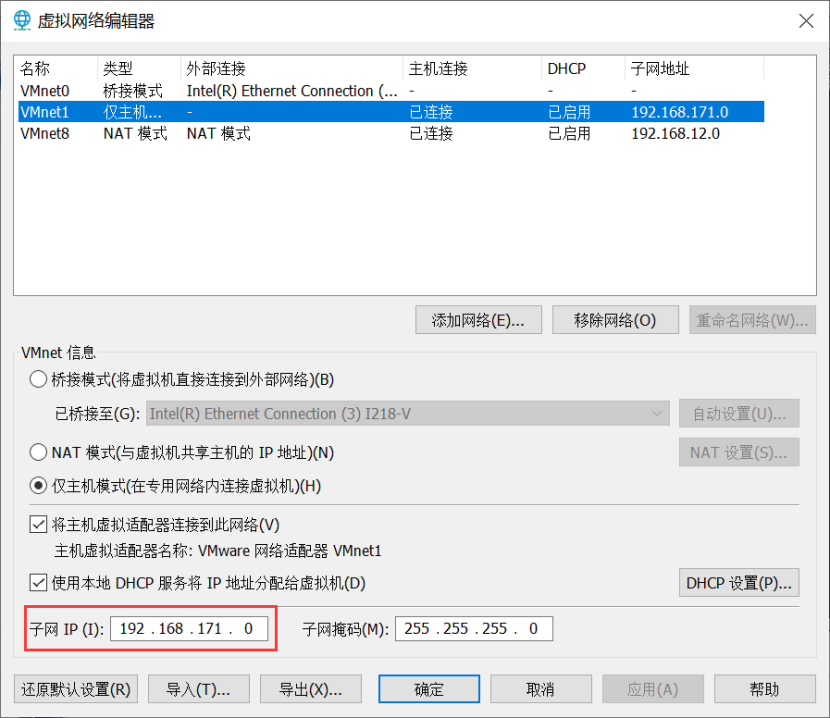 虚拟网络编辑器
名称 类型 外部连接 主机连接 DHCP 子网地址
VMnet0 桥接模式 Intel(R) Ethernet Connection (... - - -
VMnet1 仅主机... - 已连接 已启用 192.168.171.0
VMnet8 NAT 模式 NAT 模式 已连接 已启用 192.168.12.0
添加网络(E)... 移除网络(O) 重命名网络(W)...
VMnet 信息
桥接模式(将虚拟机直接连接到外部网络)(B)
已桥接至(G): Intel(R) Ethernet Connection (3) I218-V 自动设置(U)...
NAT 模式(与虚拟机共享主机的 IP 地址)(N) NAT 设置(S)...
仅主机模式(在专用网络内连接虚拟机)(H)
将主机虚拟适配器连接到此网络(V)
主机虚拟适配器名称: VMware 网络适配器 VMnet1
使用本地 DHCP 服务将 IP 地址分配给虚拟机(D) DHCP 设置(P)...
子网 IP (I): 192 . 168 . 171 . 0 子网掩码(M): 255 . 255 . 255 . 0
还原默认设置(R) 导入(T)... 导出(X)... 确定 取消 应用(A) 帮助